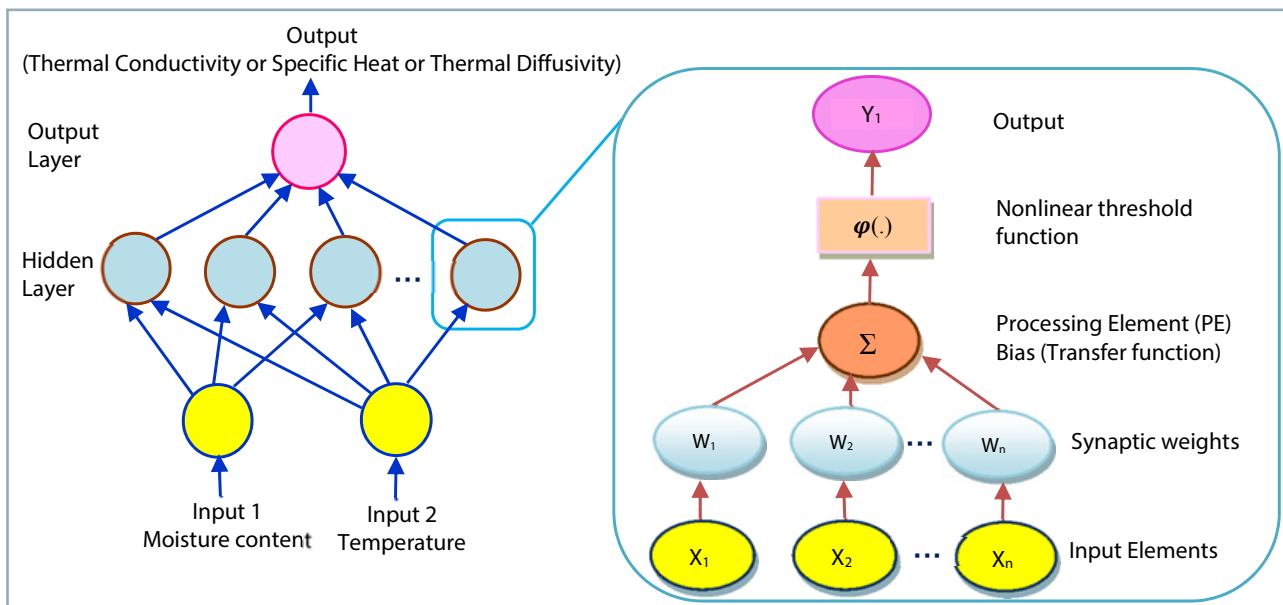 Output
(Thermal Conductivity or Specific Heat or Thermal Diffusivity)
Output
Layer
Hidden
Layer
...
Input 1
Moisture content
Input 2
Temperature
Y₁
Output
φ(.)
Nonlinear threshold
function
Σ
Processing Element (PE)
Bias (Transfer function)
W₁ W₂ ... Wₙ
Synaptic weights
X₁ X₂ ... Xₙ
Input Elements